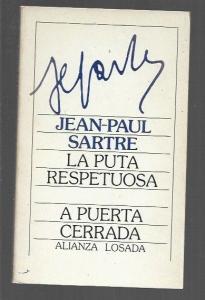 JEAN-PAUL
SARTRE
LA PUTA
RESPETUOSA
A PUERTA
CERRADA
ALIANZA LOSADA